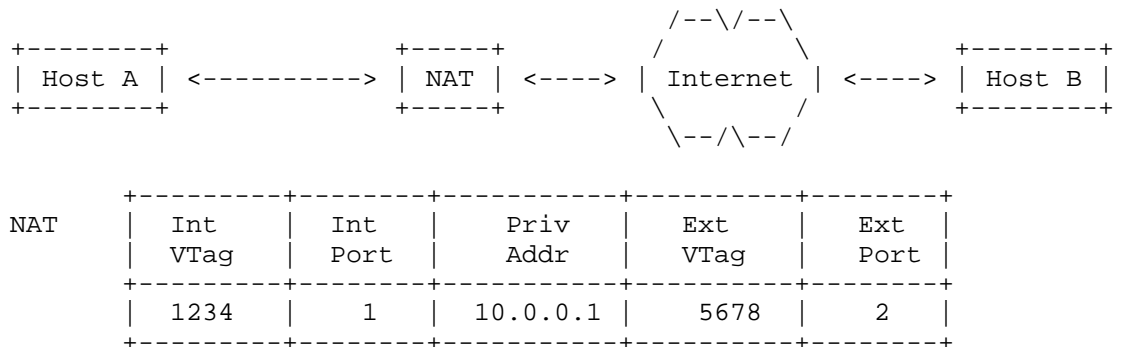 Host A NAT Internet Host B
NAT Int Int Priv Ext Ext
VTag Port Addr VTag Port
1234 1 10.0.0.1 5678 2